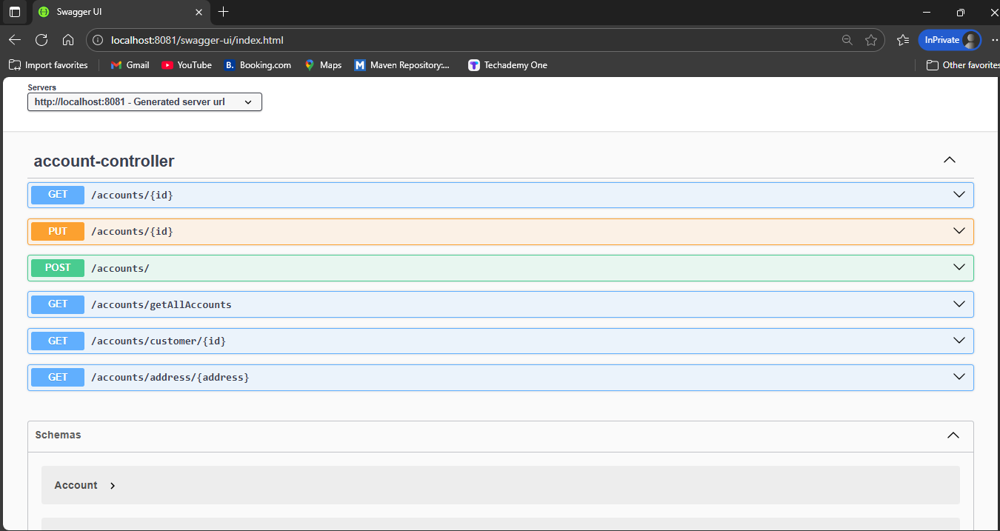 Swagger UI
localhost:8081/swagger-ui/index.html
InPrivate
Import favorites
Gmail
YouTube
B. Booking.com
Maps
M Maven Repository:...
Techademy One
Other favorites
Servers
http://localhost:8081 - Generated server url
account-controller
GET /accounts/{id}
PUT /accounts/{id}
POST /accounts/
GET /accounts/getAllAccounts
GET /accounts/customer/{id}
GET /accounts/address/{address}
Schemas
Account